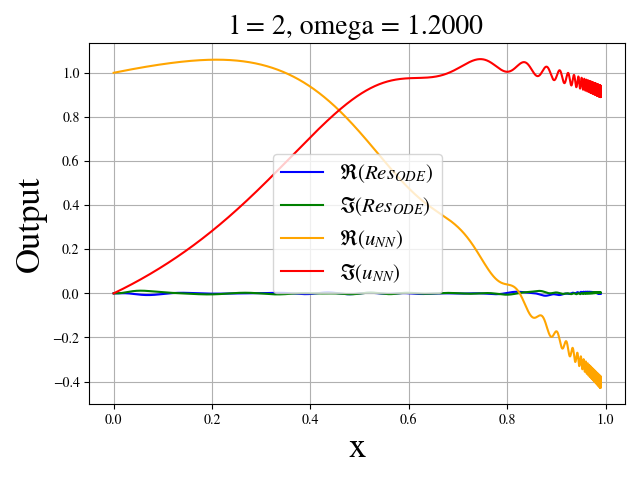 l = 2, omega = 1.2000
Output
1.0
0.8
0.6
0.4
0.2
0.0
−0.2
−0.4
ℜ(Res_ODE)
ℑ(Res_ODE)
ℜ(u_NN)
ℑ(u_NN)
0.0 0.2 0.4 0.6 0.8 1.0
x